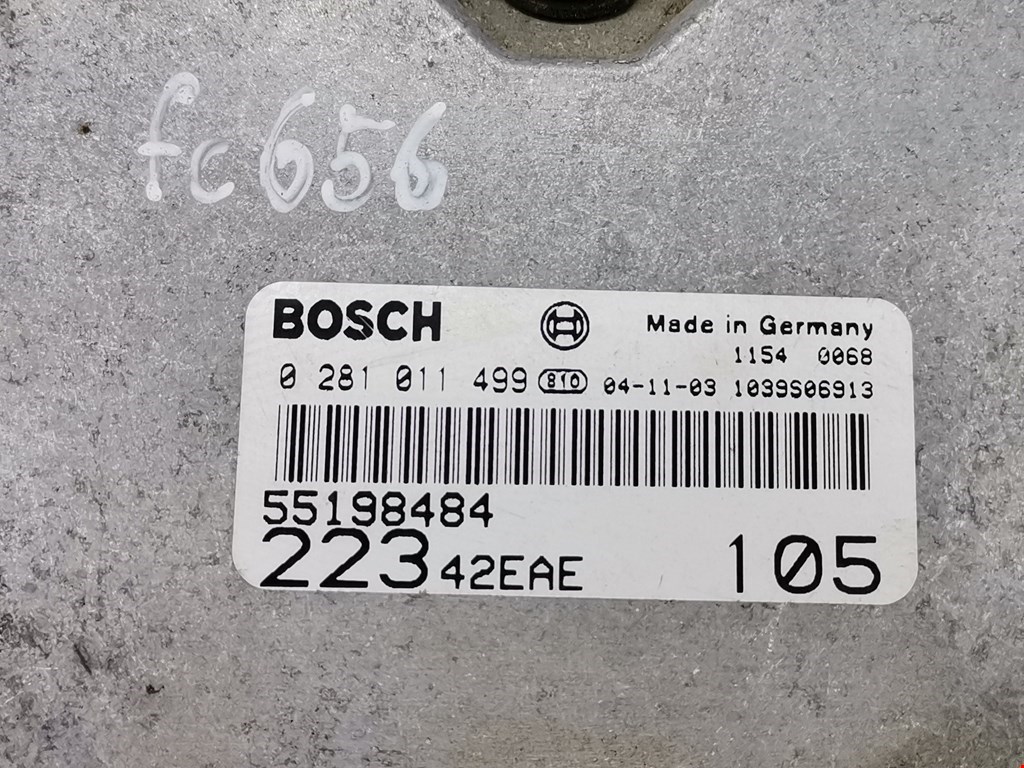 fc656
BOSCH Made in Germany
1154 0068
0 281 011 499 810 04-11-03 1039S06913
55198484
223 42EAE 105